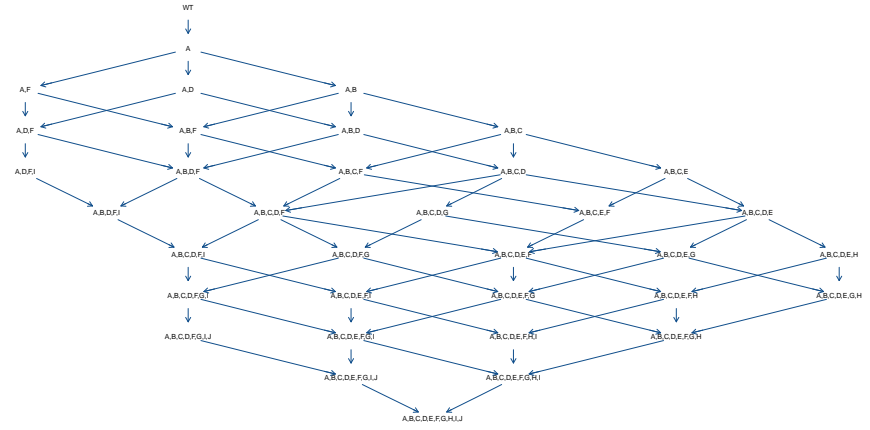 WT
A
A,F
A,D
A,B
A,D,F
A,B,F
A,B,D
A,B,C
A,D,F,I
A,B,D,F
A,B,C,F
A,B,C,D
A,B,C,E
A,B,D,F,I
A,B,C,D,F
A,B,C,D,G
A,B,C,E,F
A,B,C,D,E
A,B,C,D,F,I
A,B,C,D,F,G
A,B,C,D,E,F
A,B,C,D,E,G
A,B,C,D,E,H
A,B,C,D,F,G,I
A,B,C,D,E,F,I
A,B,C,D,E,F,G
A,B,C,D,E,F,H
A,B,C,D,E,G,H
A,B,C,D,F,G,I,J
A,B,C,D,E,F,G,I
A,B,C,D,E,F,H,I
A,B,C,D,E,F,G,H
A,B,C,D,E,F,G,I,J
A,B,C,D,E,F,G,H,I
A,B,C,D,E,F,G,H,I,J